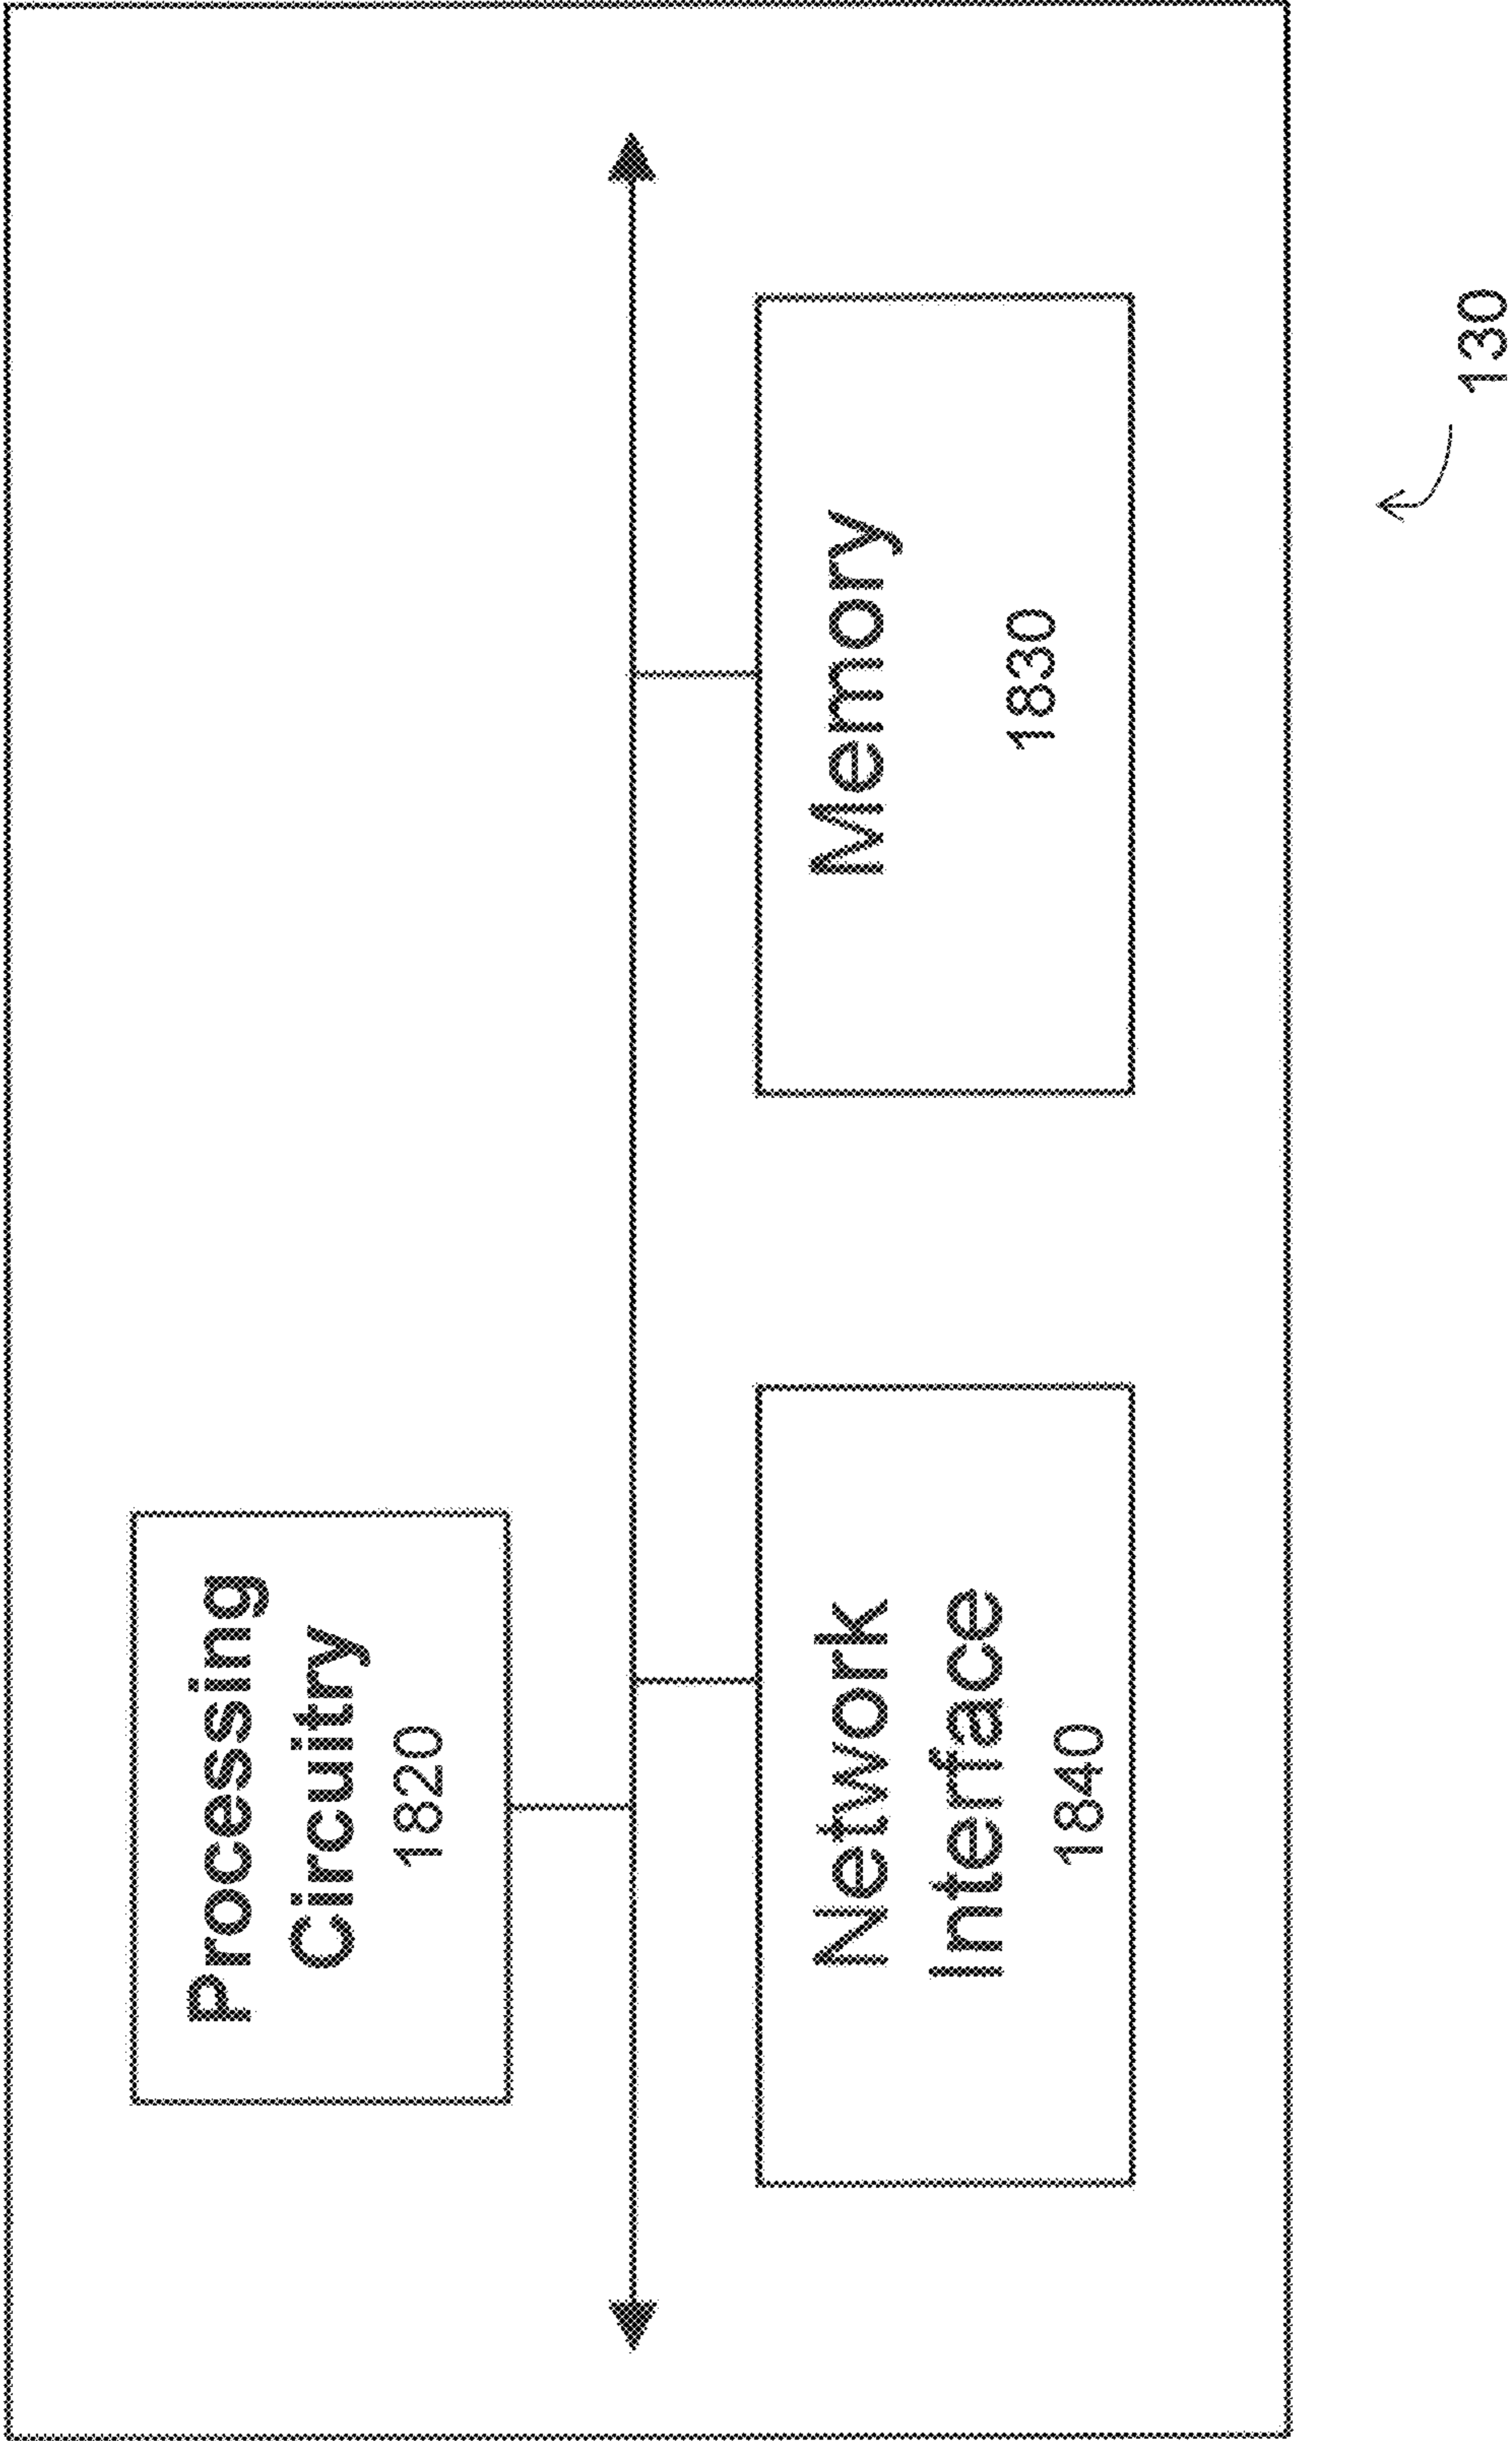 Processing
Circuitry
1820
Network
Interface
1840
Memory
1830
130